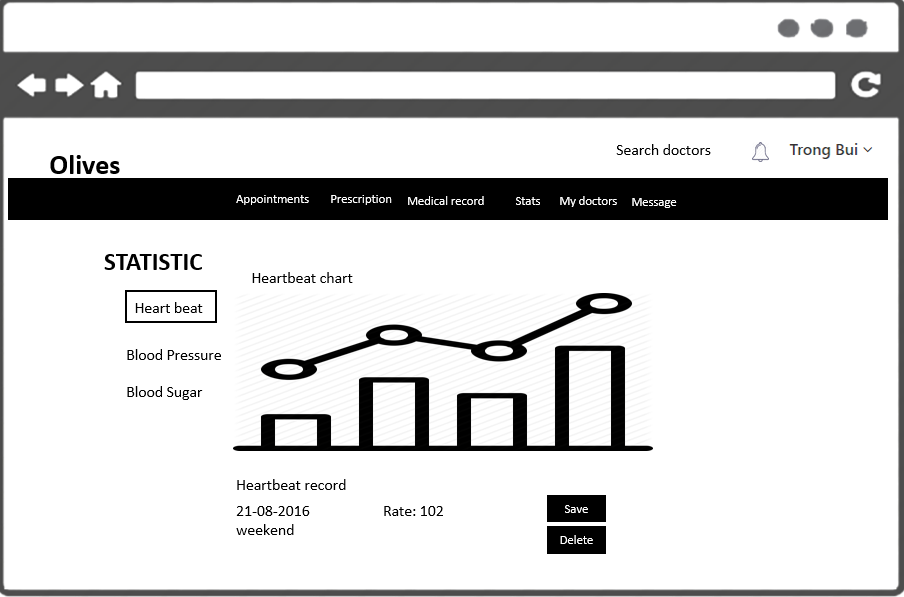 Search doctors
Trong Bui
Olives
Appointments Prescription Medical record Stats My doctors Message
STATISTIC
Heartbeat chart
Heart beat
Blood Pressure
Blood Sugar
Heartbeat record
21-08-2016 Rate: 102 Save
weekend
Delete